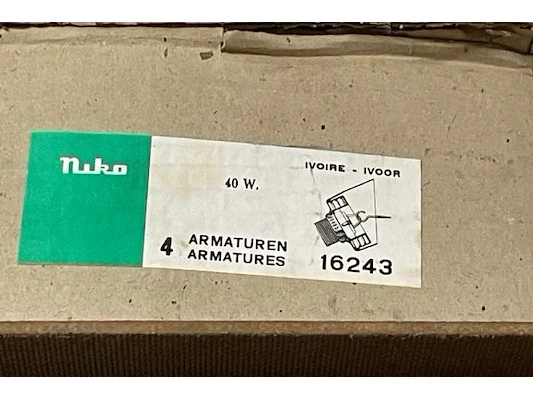 Niko
40 W.
IVOIRE - IVOOR
4 ARMATUREN
ARMATURES
16243